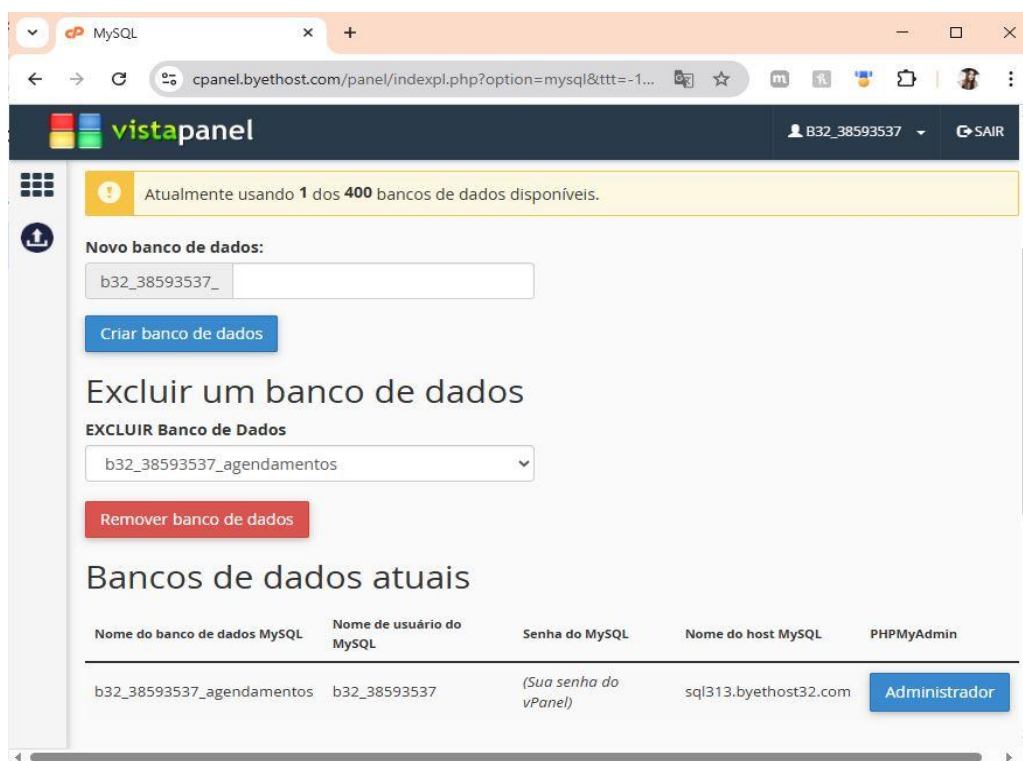 MySQL
cpanel.byethost.com/panel/indexpl.php?option=mysql&ttt=-1...
vistapanel
B32_38593537
SAIR
Atualmente usando 1 dos 400 bancos de dados disponíveis.
Novo banco de dados:
b32_38593537_
Criar banco de dados
Excluir um banco de dados
EXCLUIR Banco de Dados
b32_38593537_agendamentos
Remover banco de dados
Bancos de dados atuais
Nome do banco de dados MySQL
Nome de usuário do
MySQL
Senha do MySQL
Nome do host MySQL
PHPMyAdmin
b32_38593537_agendamentos
b32_38593537
(Sua senha do
vPanel)
sql313.byethost32.com
Administrador